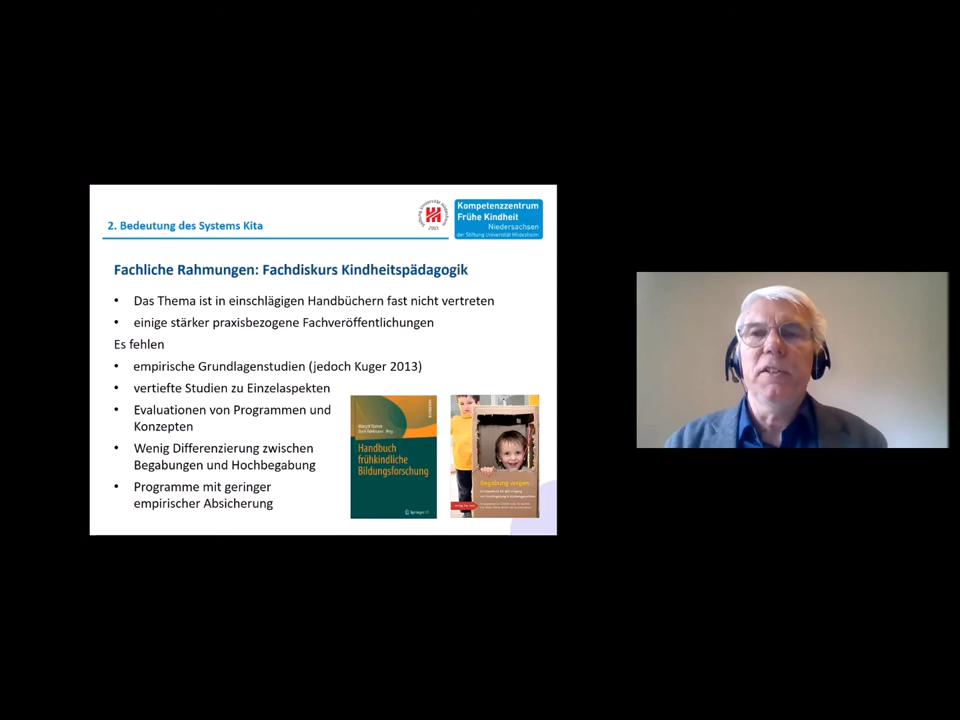 2. Bedeutung des Systems Kita
2003
Kompetenzzentrum
Frühe Kindheit
Niedersachsen
der Stiftung Universität Hildesheim
Fachliche Rahmungen: Fachdiskurs Kindheitspädagogik
• Das Thema ist in einschlägigen Handbüchern fast nicht vertreten
• einige stärker praxisbezogene Fachveröffentlichungen
Es fehlen
• empirische Grundlagenstudien (jedoch Kuger 2013)
• vertiefte Studien zu Einzelaspekten
• Evaluationen von Programmen und
Konzepten
• Wenig Differenzierung zwischen
Begabungen und Hochbegabung
• Programme mit geringer
empirischer Absicherung
Handbuch
frühkindliche
Bildungsforschung
Springer VS
Begabung wagen